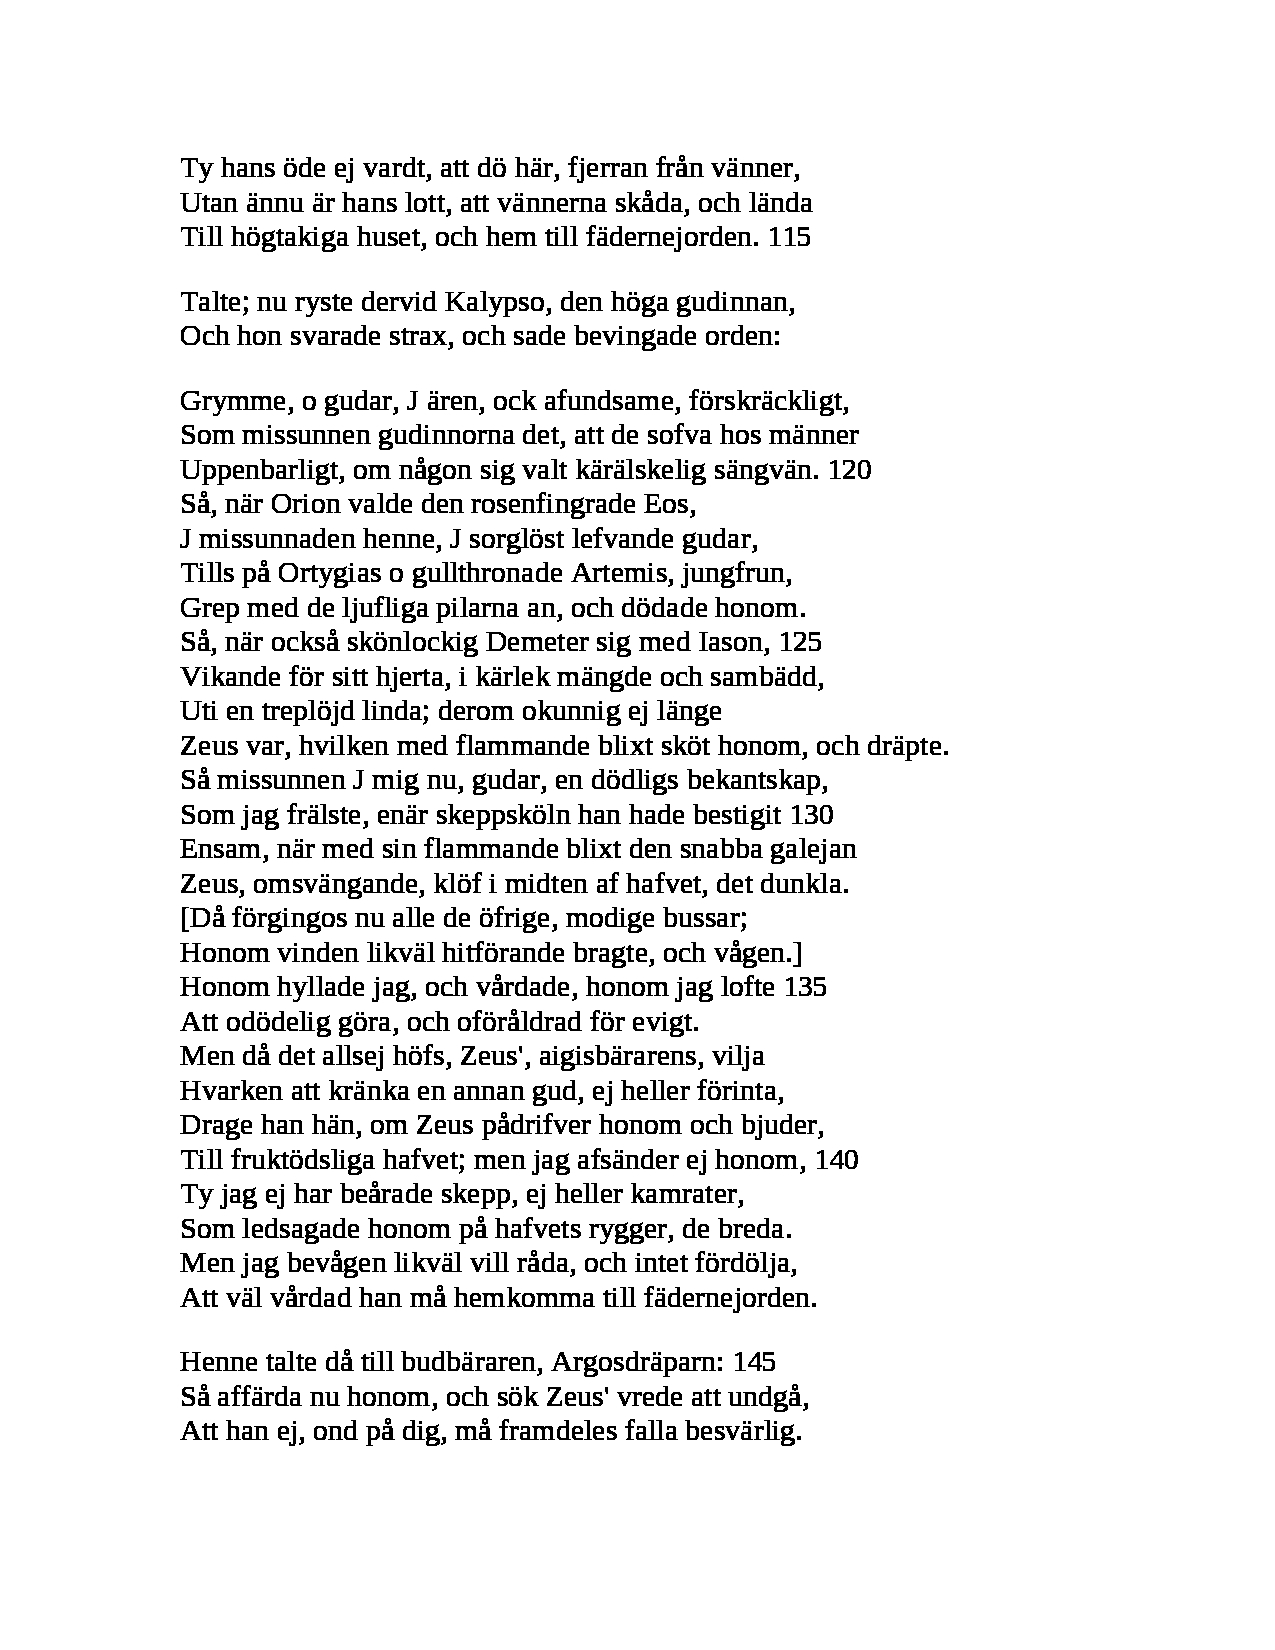 Ty hans öde ej vardt, att dö här, fjerran från vänner,
Utan ännu är hans lott, att vännerna skåda, och lända
Till högtakiga huset, och hem till fädernejorden. 115
Talte; nu ryste dervid Kalypso, den höga gudinnan,
Och hon svarade strax, och sade bevingade orden:
Grymme, o gudar, J ären, ock afundsame, förskräckligt,
Som missunnen gudinnorna det, att de sofva hos männer
Uppenbarligt, om någon sig valt kärälskelig sängvän. 120
Så, när Orion valde den rosenfingrade Eos,
J missunnaden henne, J sorglöst lefvande gudar,
Tills på Ortygias o gullthronade Artemis, jungfrun,
Grep med de ljufliga pilarna an, och dödade honom.
Så, när också skönlockig Demeter sig med Iason, 125
Vikande för sitt hjerta, i kärlek mängde och sambädd,
Uti en treplöjd linda; derom okunnig ej länge
Zeus var, hvilken med flammande blixt sköt honom, och dräpte.
Så missunnen J mig nu, gudar, en dödligs bekantskap,
Som jag frälste, enär skeppsköln han hade bestigit 130
Ensam, när med sin flammande blixt den snabba galejan
Zeus, omsvängande, klöf i midten af hafvet, det dunkla.
[Då förgingos nu alle de öfrige, modige bussar;
Honom vinden likväl hitförande bragte, och vågen.]
Honom hyllade jag, och vårdade, honom jag lofte 135
Att odödelig göra, och oföråldrad för evigt.
Men då det allsej höfs, Zeus', aigisbärarens, vilja
Hvarken att kränka en annan gud, ej heller förinta,
Drage han hän, om Zeus pådrifver honom och bjuder,
Till fruktödsliga hafvet; men jag afsänder ej honom, 140
Ty jag ej har beårade skepp, ej heller kamrater,
Som ledsagade honom på hafvets rygger, de breda.
Men jag bevågen likväl vill råda, och intet fördölja,
Att väl vårdad han må hemkomma till fädernejorden.
Henne talte då till budbäraren, Argosdräparn: 145
Så affärda nu honom, och sök Zeus' vrede att undgå,
Att han ej, ond på dig, må framdeles falla besvärlig.